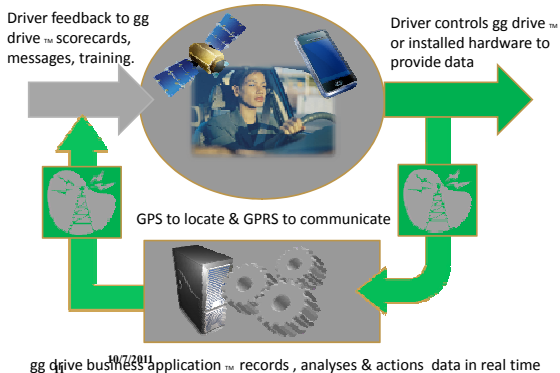 Driver feedback to gg
drive ™ scorecards,
messages, training.
Driver controls gg drive ™
or installed hardware to
provide data
GPS to locate & GPRS to communicate
10/7/2011
11
gg drive business application ™ records , analyses & actions data in real time